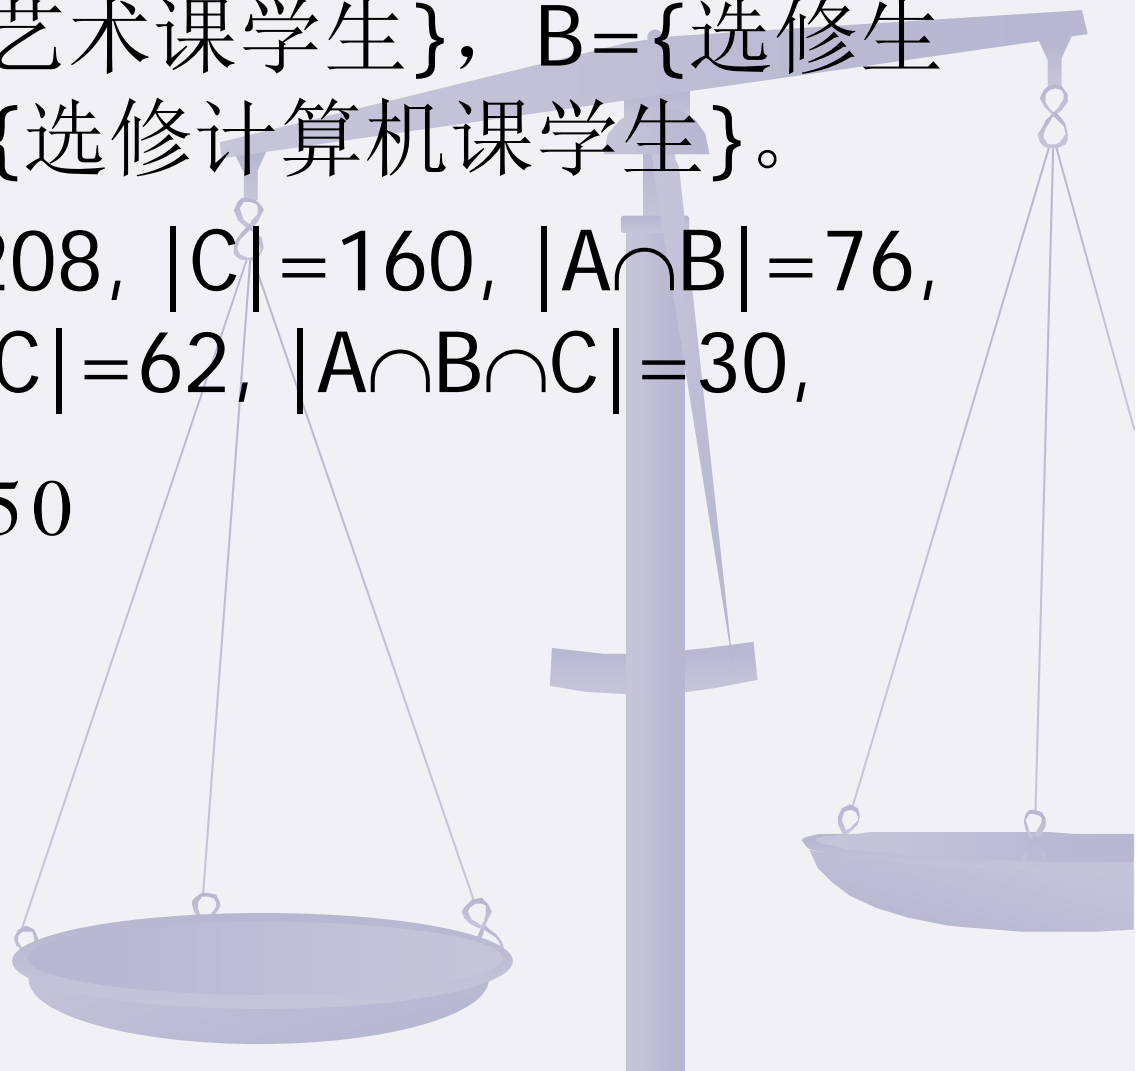 艺术课学生}，B={选修生
{选修计算机课学生}。
208, |C|=160, |A∩B|=76,
C|=62, |A∩B∩C|=30,
50